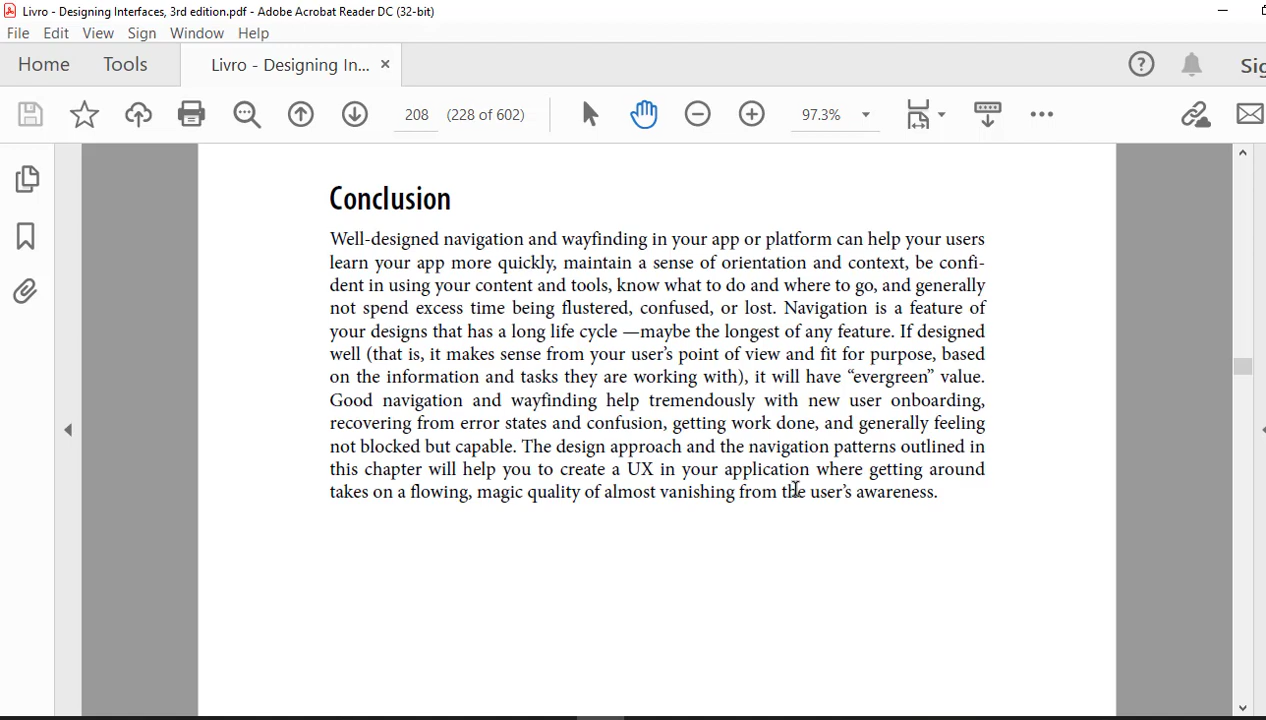 Livro - Designing Interfaces, 3rd edition.pdf - Adobe Acrobat Reader DC (32-bit)
File Edit View Sign Window Help
Home Tools Livro - Designing In... ×
208 (228 of 602) 97.3%
Conclusion
Well-designed navigation and wayfinding in your app or platform can help your users
learn your app more quickly, maintain a sense of orientation and context, be confi-
dent in using your content and tools, know what to do and where to go, and generally
not spend excess time being flustered, confused, or lost. Navigation is a feature of
your designs that has a long life cycle —maybe the longest of any feature. If designed
well (that is, it makes sense from your user's point of view and fit for purpose, based
on the information and tasks they are working with), it will have “evergreen” value.
Good navigation and wayfinding help tremendously with new user onboarding,
recovering from error states and confusion, getting work done, and generally feeling
not blocked but capable. The design approach and the navigation patterns outlined in
this chapter will help you to create a UX in your application where getting around
takes on a flowing, magic quality of almost vanishing from the user’s awareness.